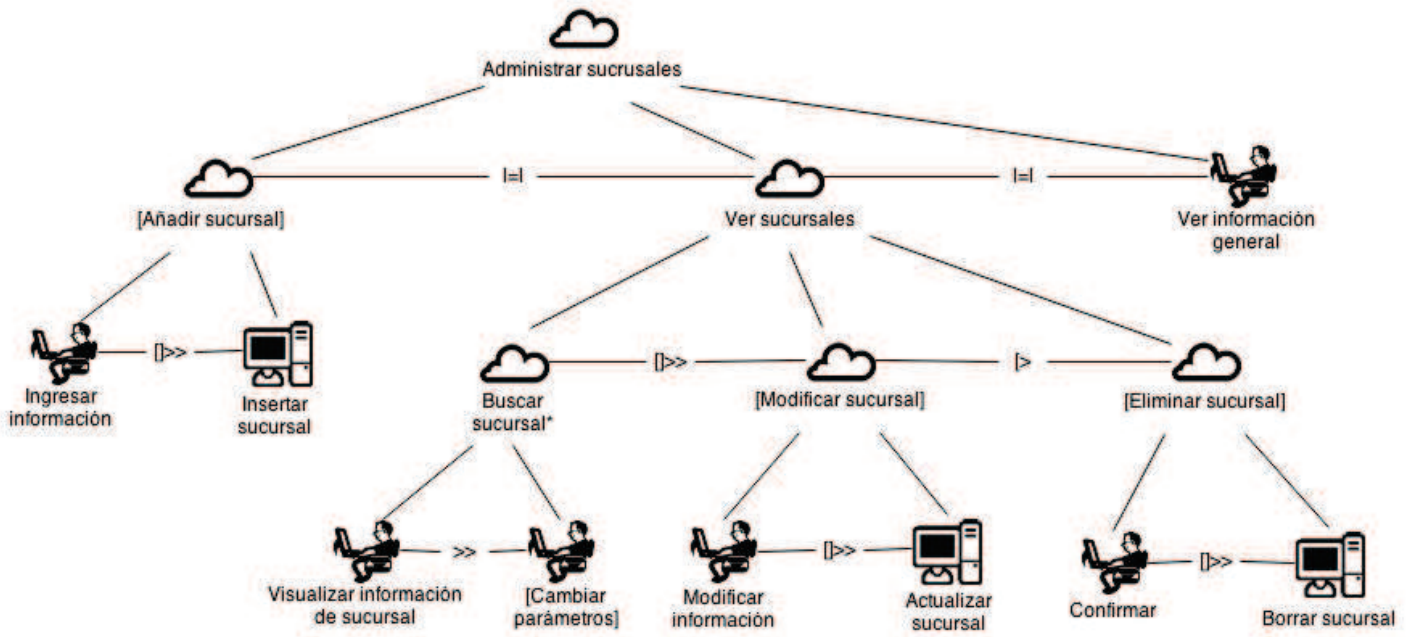 Administrar sucrusales
|=|
|=|
[Añadir sucursal]
Ver sucursales
Ver información
general
[]>>
[]>>
[>
Ingresar
información
Insertar
sucursal
Buscar
sucursal*
[Modificar sucursal]
[Eliminar sucursal]
>>
[]>>
[]>>
Visualizar información
de sucursal
[Cambiar
parámetros]
Modificar
información
Actualizar
sucursal
Confirmar
Borrar sucursal